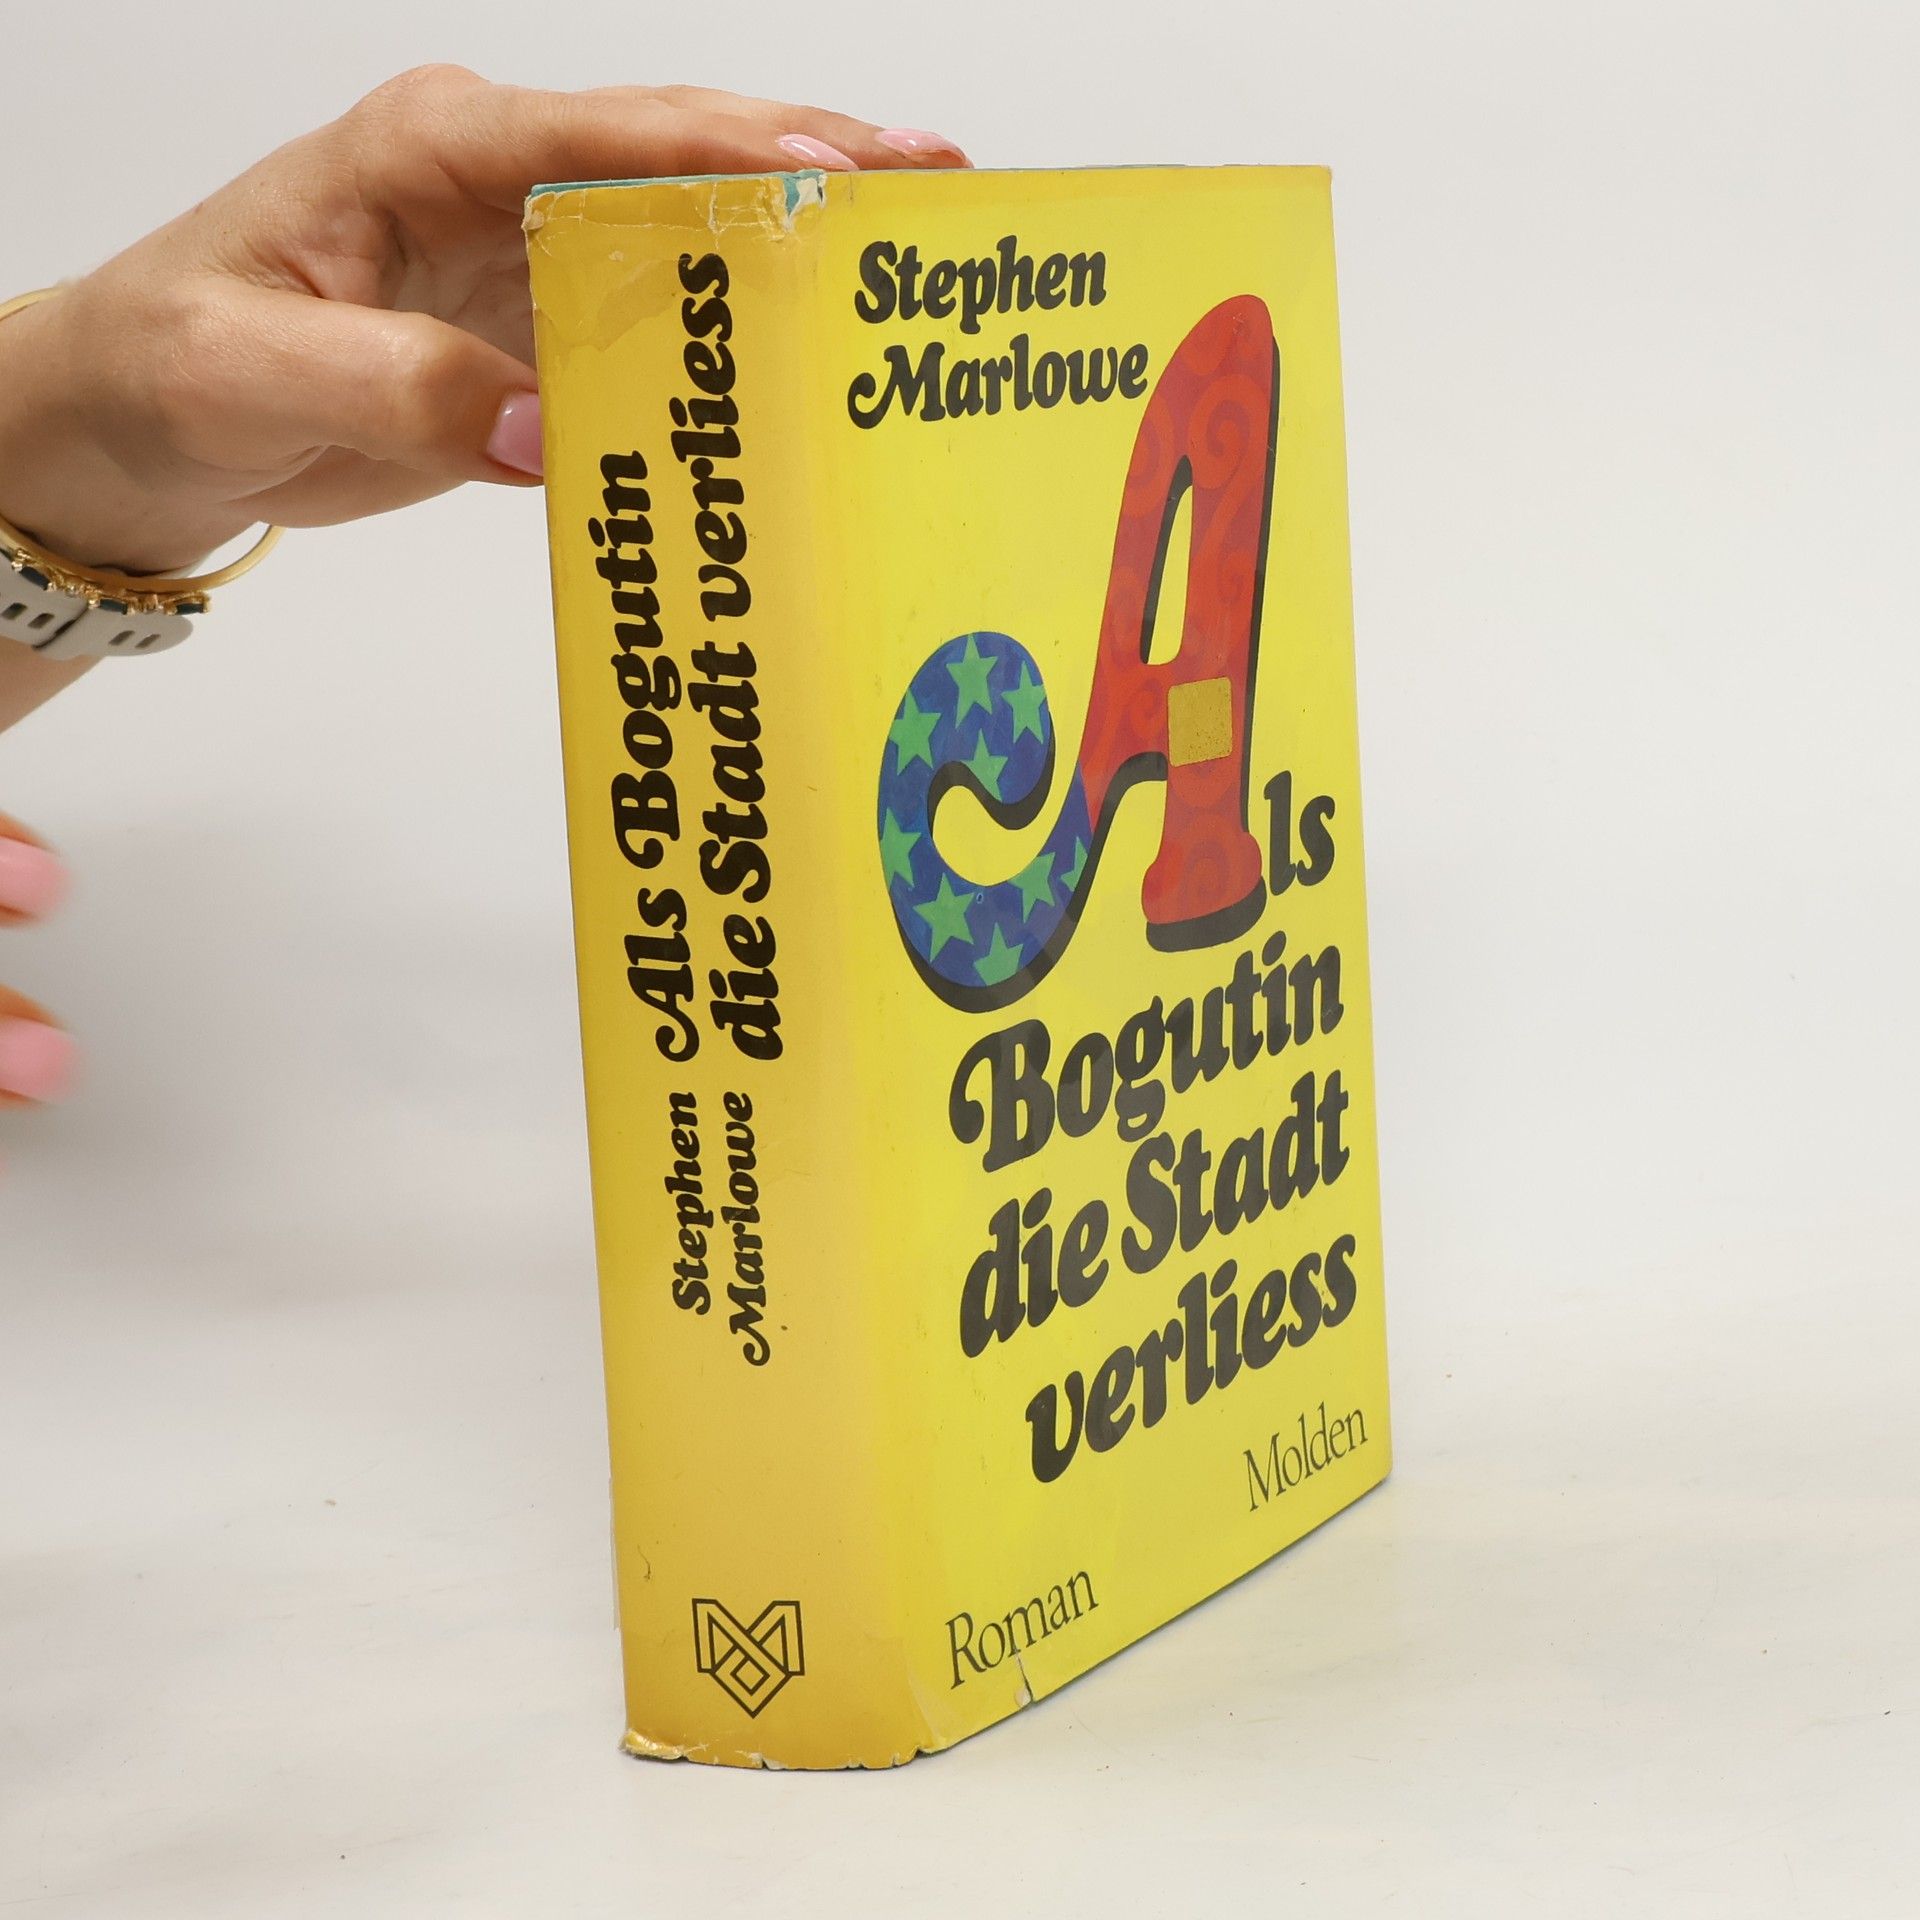 Stephen
Marlowe
Als Bogutin
die Stadt verliess
Stephen
Marlowe
Als
Bogutin
die Stadt
verliess
Molden
Roman